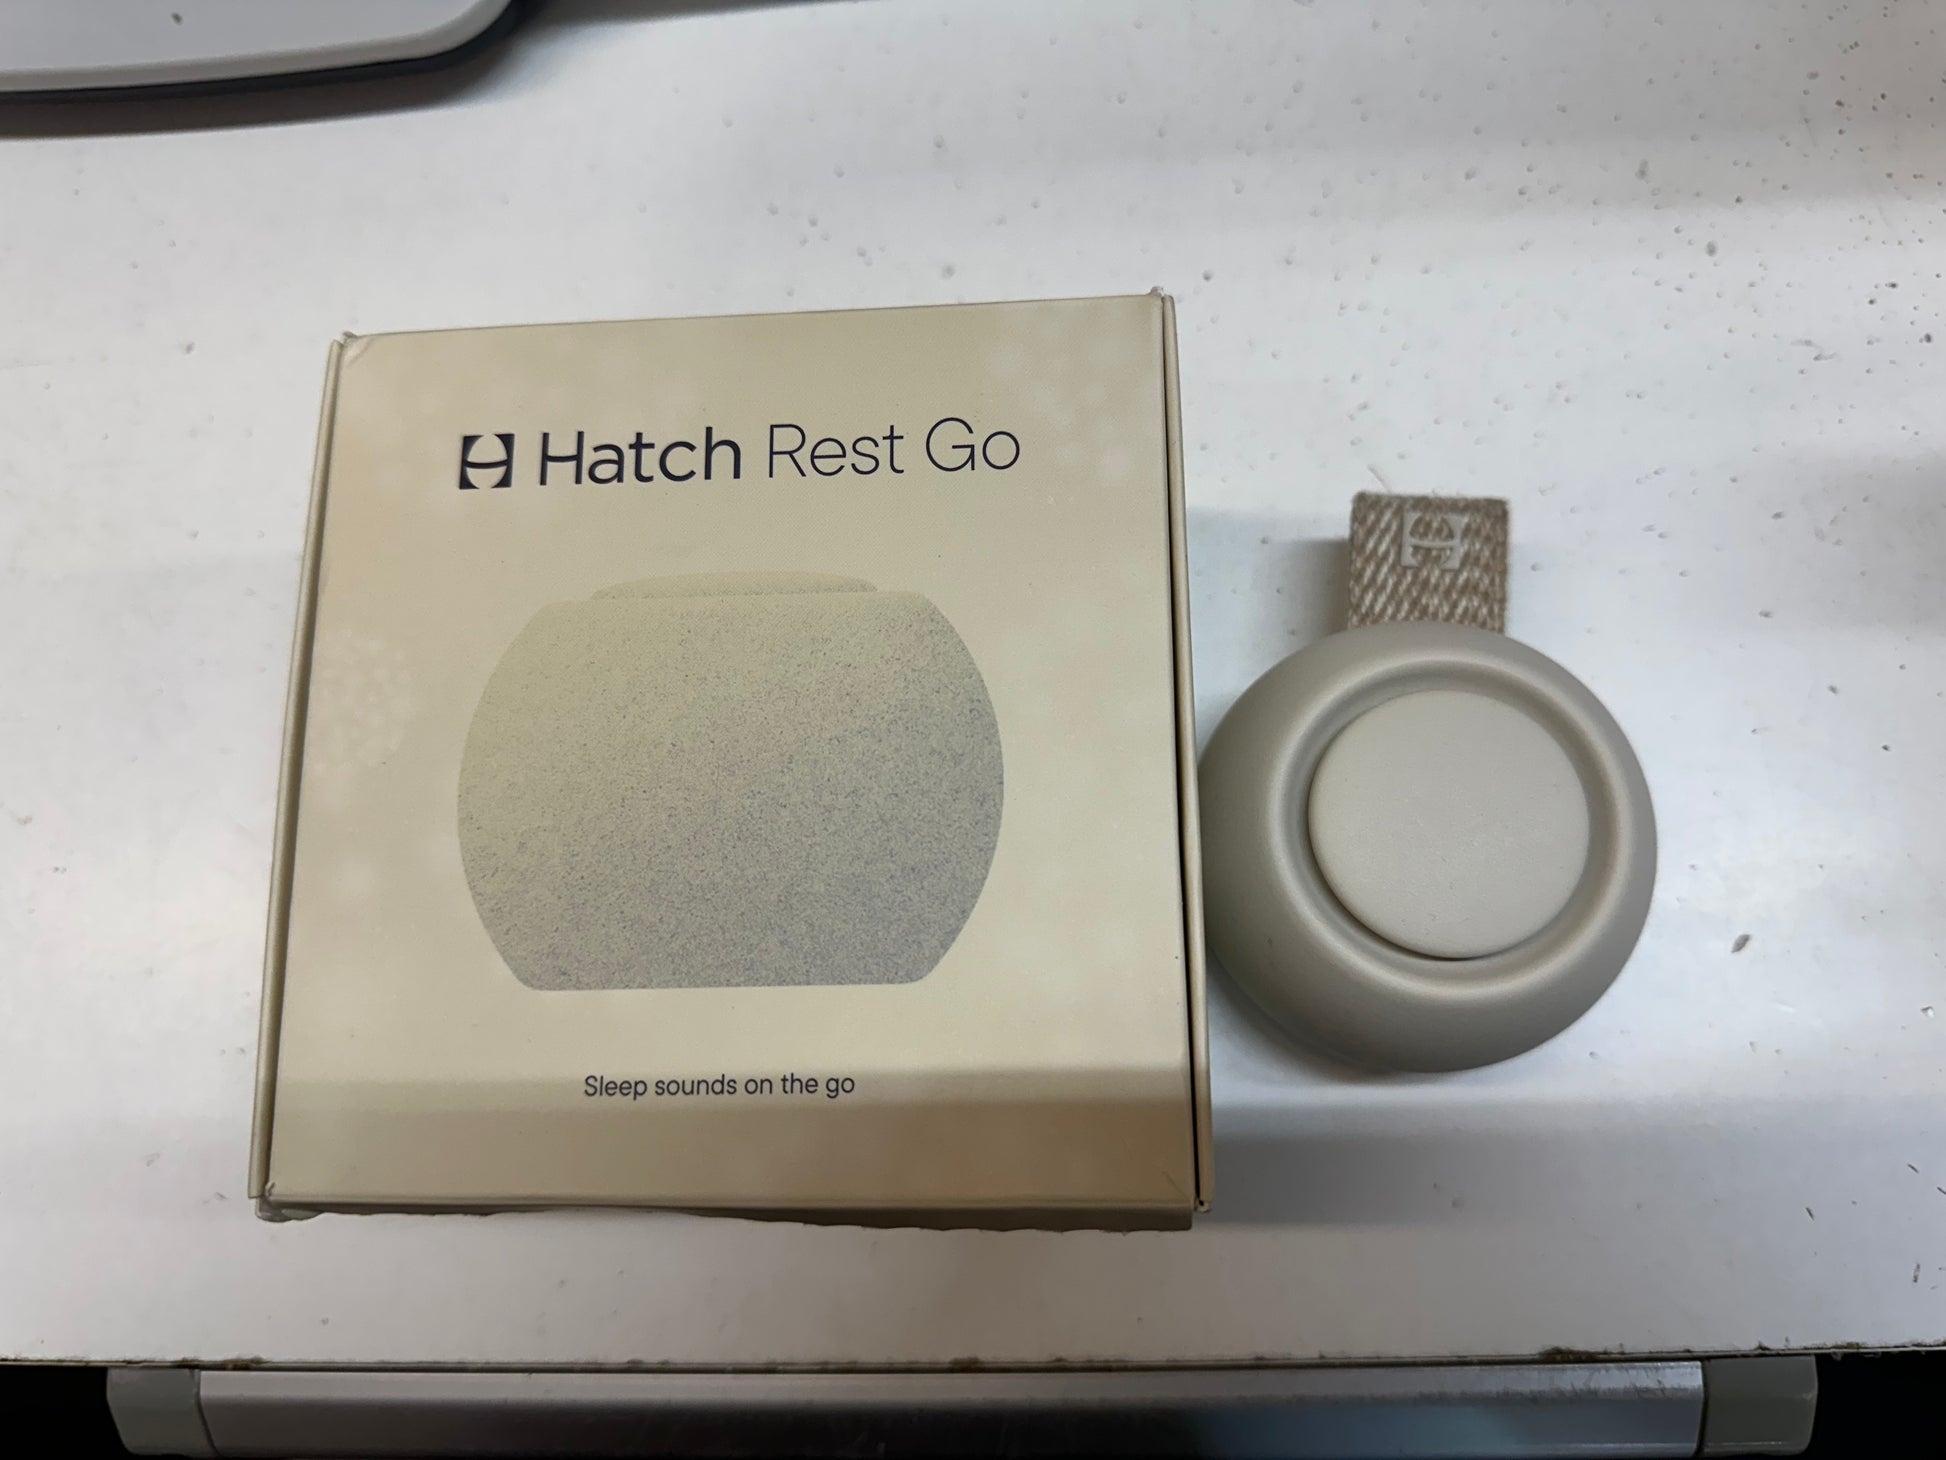 Hatch Rest Go
Sleep sounds on the go